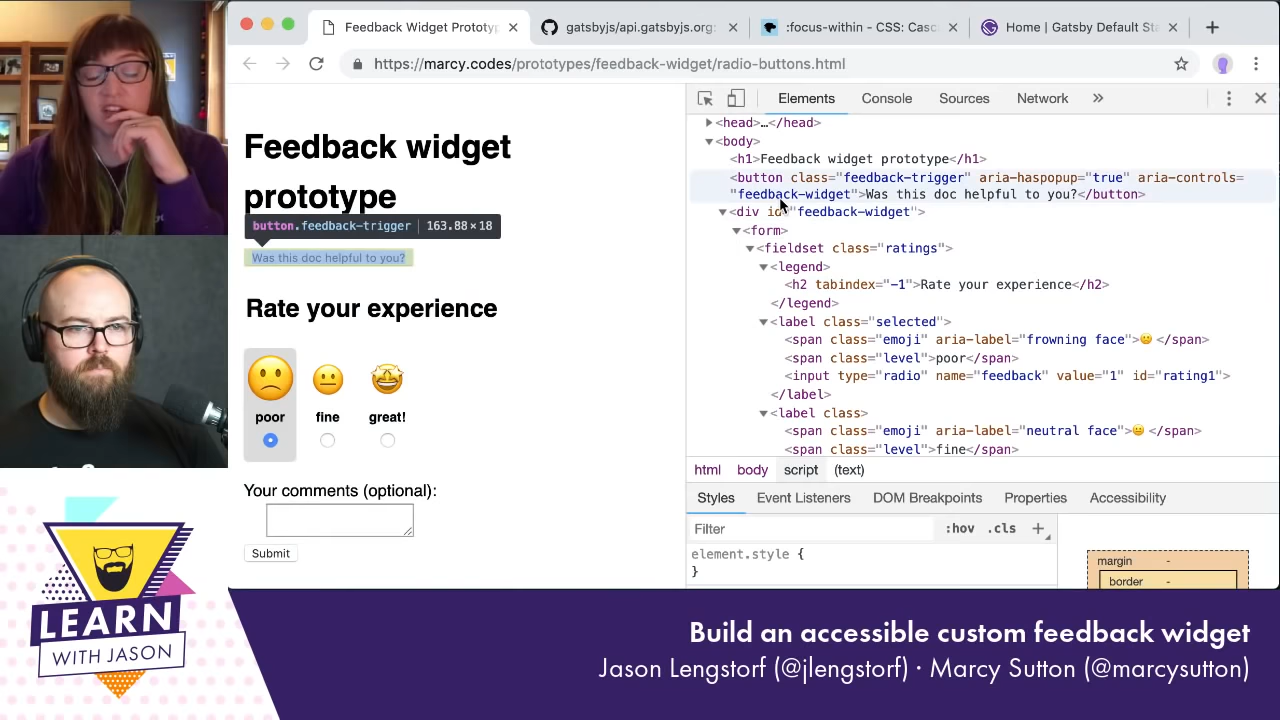 Feedback Widget Prototyp
gatsbyjs/api.gatsbyjs.org:
:focus-within - CSS: Casc
Home | Gatsby Default Sta
https://marcy.codes/prototypes/feedback-widget/radio-buttons.html
Feedback widget
prototype
button.feedback-trigger 163.88 × 18
Was this doc helpful to you?
Rate your experience
poor
fine
great!
Your comments (optional):
Submit
Elements Console Sources Network »
<head>…</head>
<body>
<h1>Feedback widget prototype</h1>
<button class="feedback-trigger" aria-haspopup="true" aria-controls=
"feedback-widget">Was this doc helpful to you?</button>
<div id="feedback-widget">
<form>
<fieldset class="ratings">
<legend>
<h2 tabindex="-1">Rate your experience</h2>
</legend>
<label class="selected">
<span class="emoji" aria-label="frowning face">🙁 </span>
<span class="level">poor</span>
<input type="radio" name="feedback" value="1" id="rating1">
</label>
<label class>
<span class="emoji" aria-label="neutral face">😐 </span>
<span class="level">fine</span>
html body script (text)
Styles Event Listeners DOM Breakpoints Properties Accessibility
Filter :hov .cls +
element.style {
}
margin -
border -
LEARN
WITH JASON
Build an accessible custom feedback widget
Jason Lengstorf (@jlengstorf) · Marcy Sutton (@marcysutton)